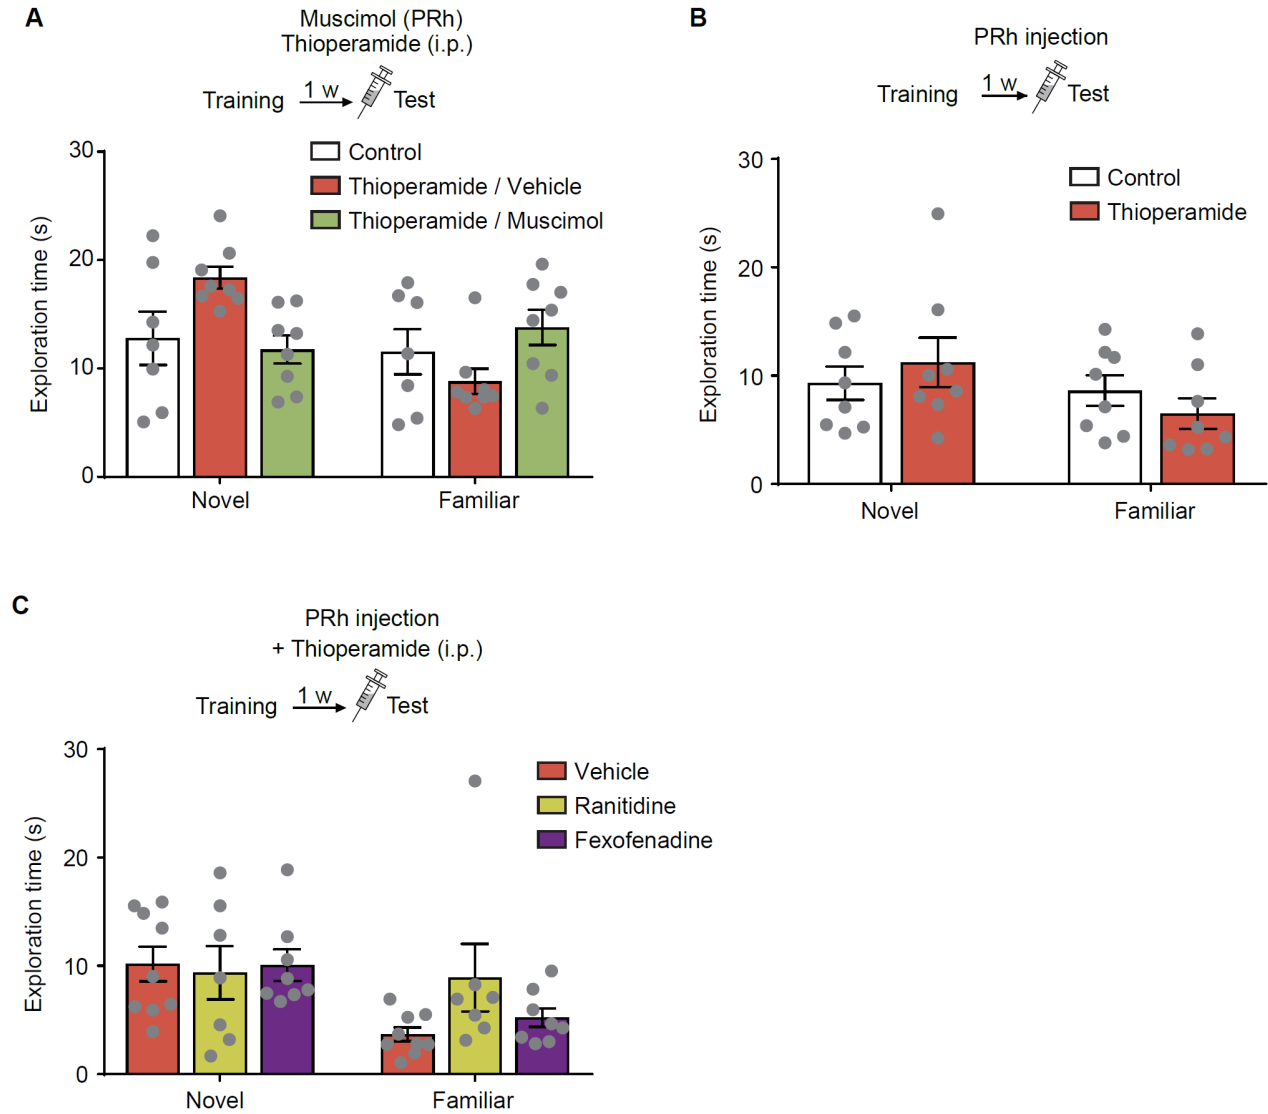 A
Muscimol (PRh)
Thioperamide (i.p.)
Training
1 w
Test
30
20
10
0
Exploration time (s)
Control
Thioperamide / Vehicle
Thioperamide / Muscimol
Novel
Familiar
B
PRh injection
Training
1 w
Test
30
20
10
0
Exploration time (s)
Control
Thioperamide
Novel
Familiar
C
PRh injection
+ Thioperamide (i.p.)
Training
1 w
Test
30
20
10
0
Exploration time (s)
Vehicle
Ranitidine
Fexofenadine
Novel
Familiar